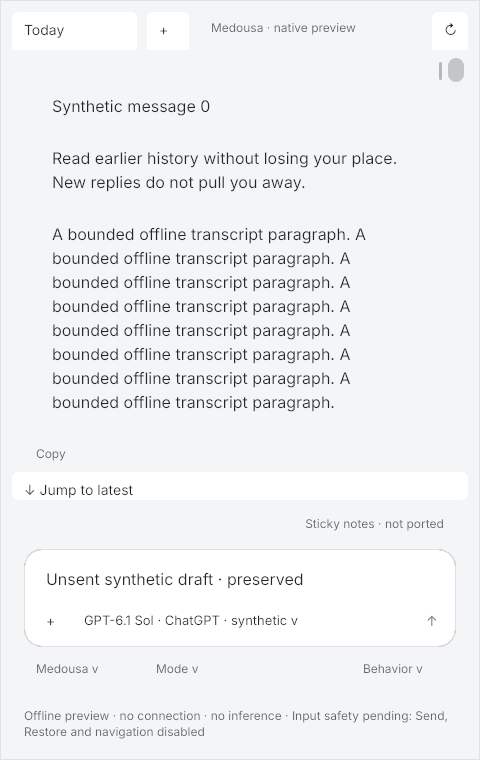 Today
+
Medousa · native preview
↻
Synthetic message 0
Read earlier history without losing your place.
New replies do not pull you away.
A bounded offline transcript paragraph. A
bounded offline transcript paragraph. A
bounded offline transcript paragraph. A
bounded offline transcript paragraph. A
bounded offline transcript paragraph. A
bounded offline transcript paragraph. A
bounded offline transcript paragraph. A
bounded offline transcript paragraph.
Copy
↓ Jump to latest
Sticky notes · not ported
Unsent synthetic draft · preserved
+ GPT-6.1 Sol · ChatGPT · synthetic v ↑
Medousa v Mode v Behavior v
Offline preview · no connection · no inference · Input safety pending: Send,
Restore and navigation disabled